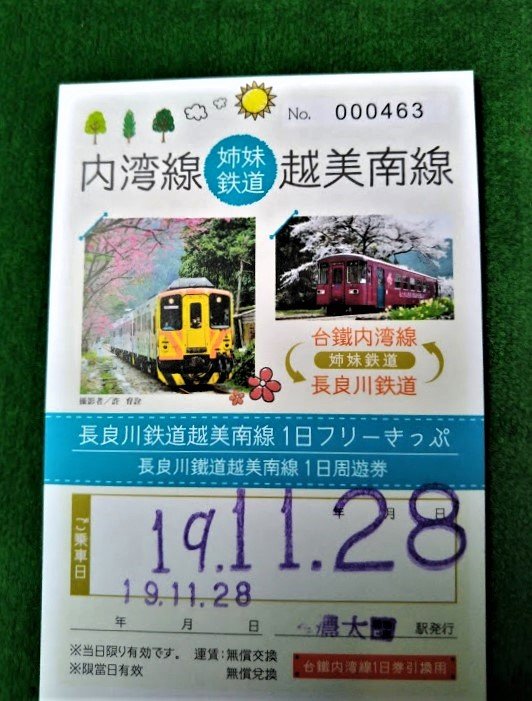 No. 000463
内湾線 姉妹鉄道 越美南線
台鐵内湾線
姉妹鉄道
長良川鉄道
撮影者／許 育銓
長良川鉄道越美南線1日フリーきっぷ
長良川鐵道越美南線1日周遊券
ご乗車日
年 月 日
19.11.28
19.11.28
年 月 日 駅発行
※当日限り有効です。 運賃：無償交換
※限當日有效 無償兌換
台鐵内湾線1日券引換用